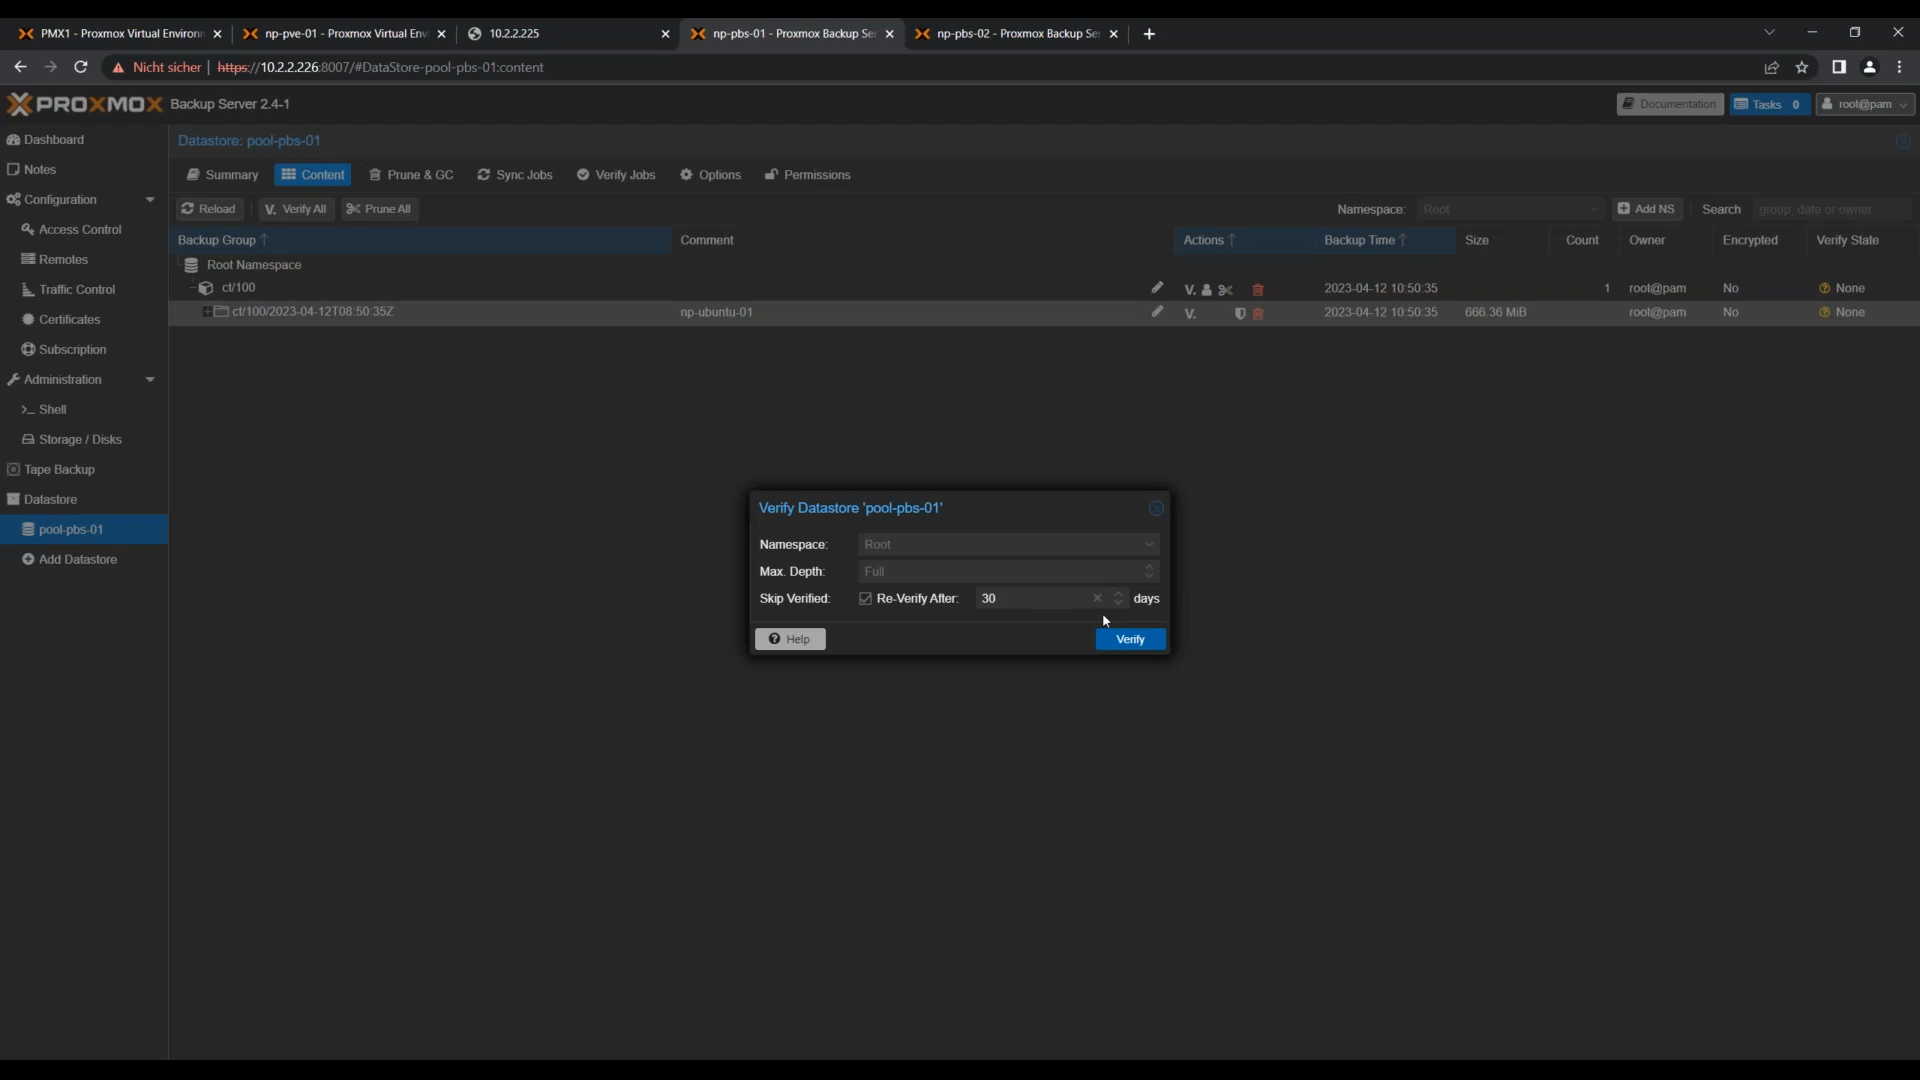 PMX1 - Proxmox Virtual Environ
np-pve-01 - Proxmox Virtual Env
10.2.2.225
np-pbs-01 - Proxmox Backup Se
np-pbs-02 - Proxmox Backup Se
Nicht sicher | https://10.2.2.226:8007/#DataStore-pool-pbs-01:content
PROXMOX Backup Server 2.4-1
Documentation
Tasks 0
root@pam
Dashboard
Notes
Configuration
Access Control
Remotes
Traffic Control
Certificates
Subscription
Administration
Shell
Storage / Disks
Tape Backup
Datastore
pool-pbs-01
Add Datastore
Datastore: pool-pbs-01
Summary Content Prune & GC Sync Jobs Verify Jobs Options Permissions
Reload V. Verify All Prune All Namespace: Root Add NS Search group, date or owner
Backup Group Comment Actions Backup Time Size Count Owner Encrypted Verify State
Root Namespace
ct/100 V. 2023-04-12 10:50:35 1 root@pam No None
ct/100/2023-04-12T08:50:35Z np-ubuntu-01 V. 2023-04-12 10:50:35 666.36 MiB root@pam No None
Verify Datastore 'pool-pbs-01'
Namespace: Root
Max. Depth: Full
Skip Verified: Re-Verify After: 30 days
Help Verify